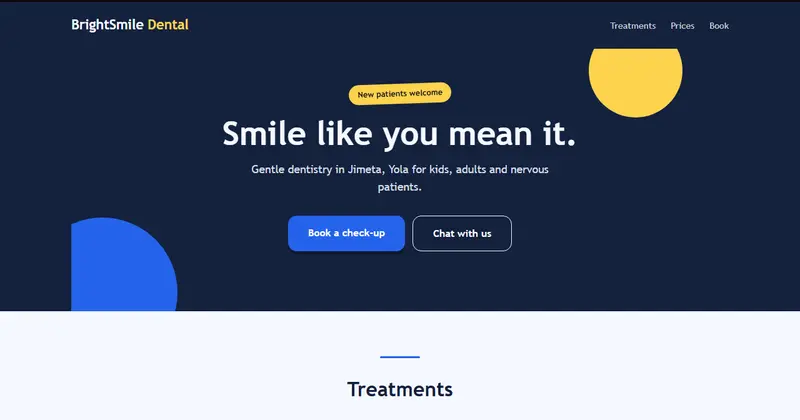 BrightSmile Dental
Treatments Prices Book
New patients welcome
Smile like you mean it.
Gentle dentistry in Jimeta, Yola for kids, adults and nervous
patients.
Book a check-up Chat with us
Treatments